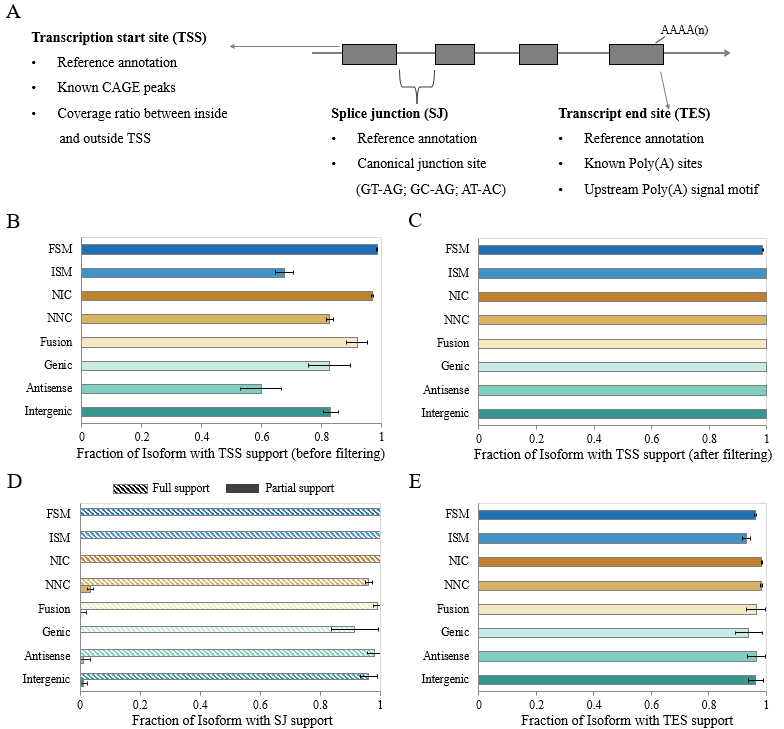 A
Transcription start site (TSS)
• Reference annotation
• Known CAGE peaks
• Coverage ratio between inside
and outside TSS
AAAA(n)
Splice junction (SJ)
• Reference annotation
• Canonical junction site
(GT-AG; GC-AG; AT-AC)
Transcript end site (TES)
• Reference annotation
• Known Poly(A) sites
• Upstream Poly(A) signal motif
B
FSM
ISM
NIC
NNC
Fusion
Genic
Antisense
Intergenic
0 0.2 0.4 0.6 0.8 1
Fraction of Isoform with TSS support (before filtering)
C
FSM
ISM
NIC
NNC
Fusion
Genic
Antisense
Intergenic
0 0.2 0.4 0.6 0.8 1
Fraction of Isoform with TSS support (after filtering)
D
Full support Partial support
FSM
ISM
NIC
NNC
Fusion
Genic
Antisense
Intergenic
0 0.2 0.4 0.6 0.8 1
Fraction of Isoform with SJ support
E
FSM
ISM
NIC
NNC
Fusion
Genic
Antisense
Intergenic
0 0.2 0.4 0.6 0.8 1
Fraction of Isoform with TES support